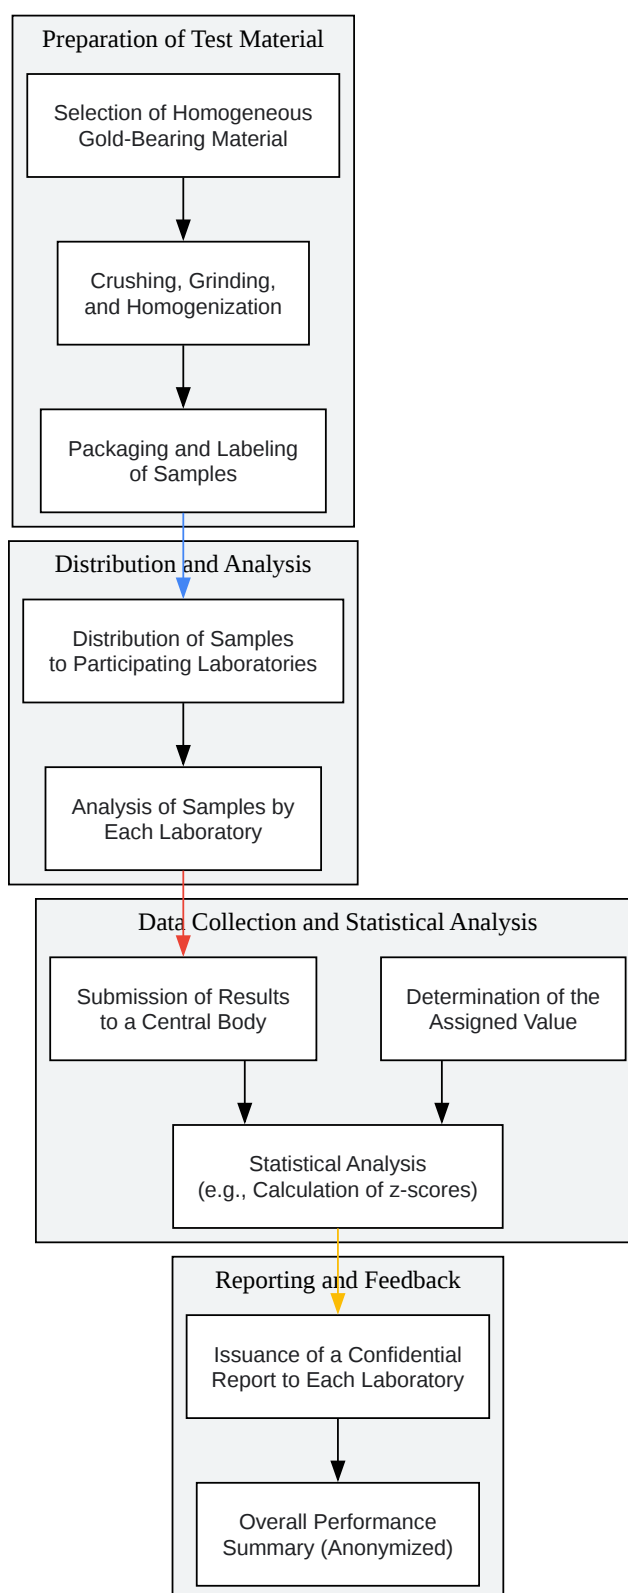 Preparation of Test Material
Selection of Homogeneous
Gold-Bearing Material
Crushing, Grinding,
and Homogenization
Packaging and Labeling
of Samples
Distribution and Analysis
Distribution of Samples
to Participating Laboratories
Analysis of Samples by
Each Laboratory
Data Collection and Statistical Analysis
Submission of Results
to a Central Body
Determination of the
Assigned Value
Statistical Analysis
(e.g., Calculation of z-scores)
Reporting and Feedback
Issuance of a Confidential
Report to Each Laboratory
Overall Performance
Summary (Anonymized)